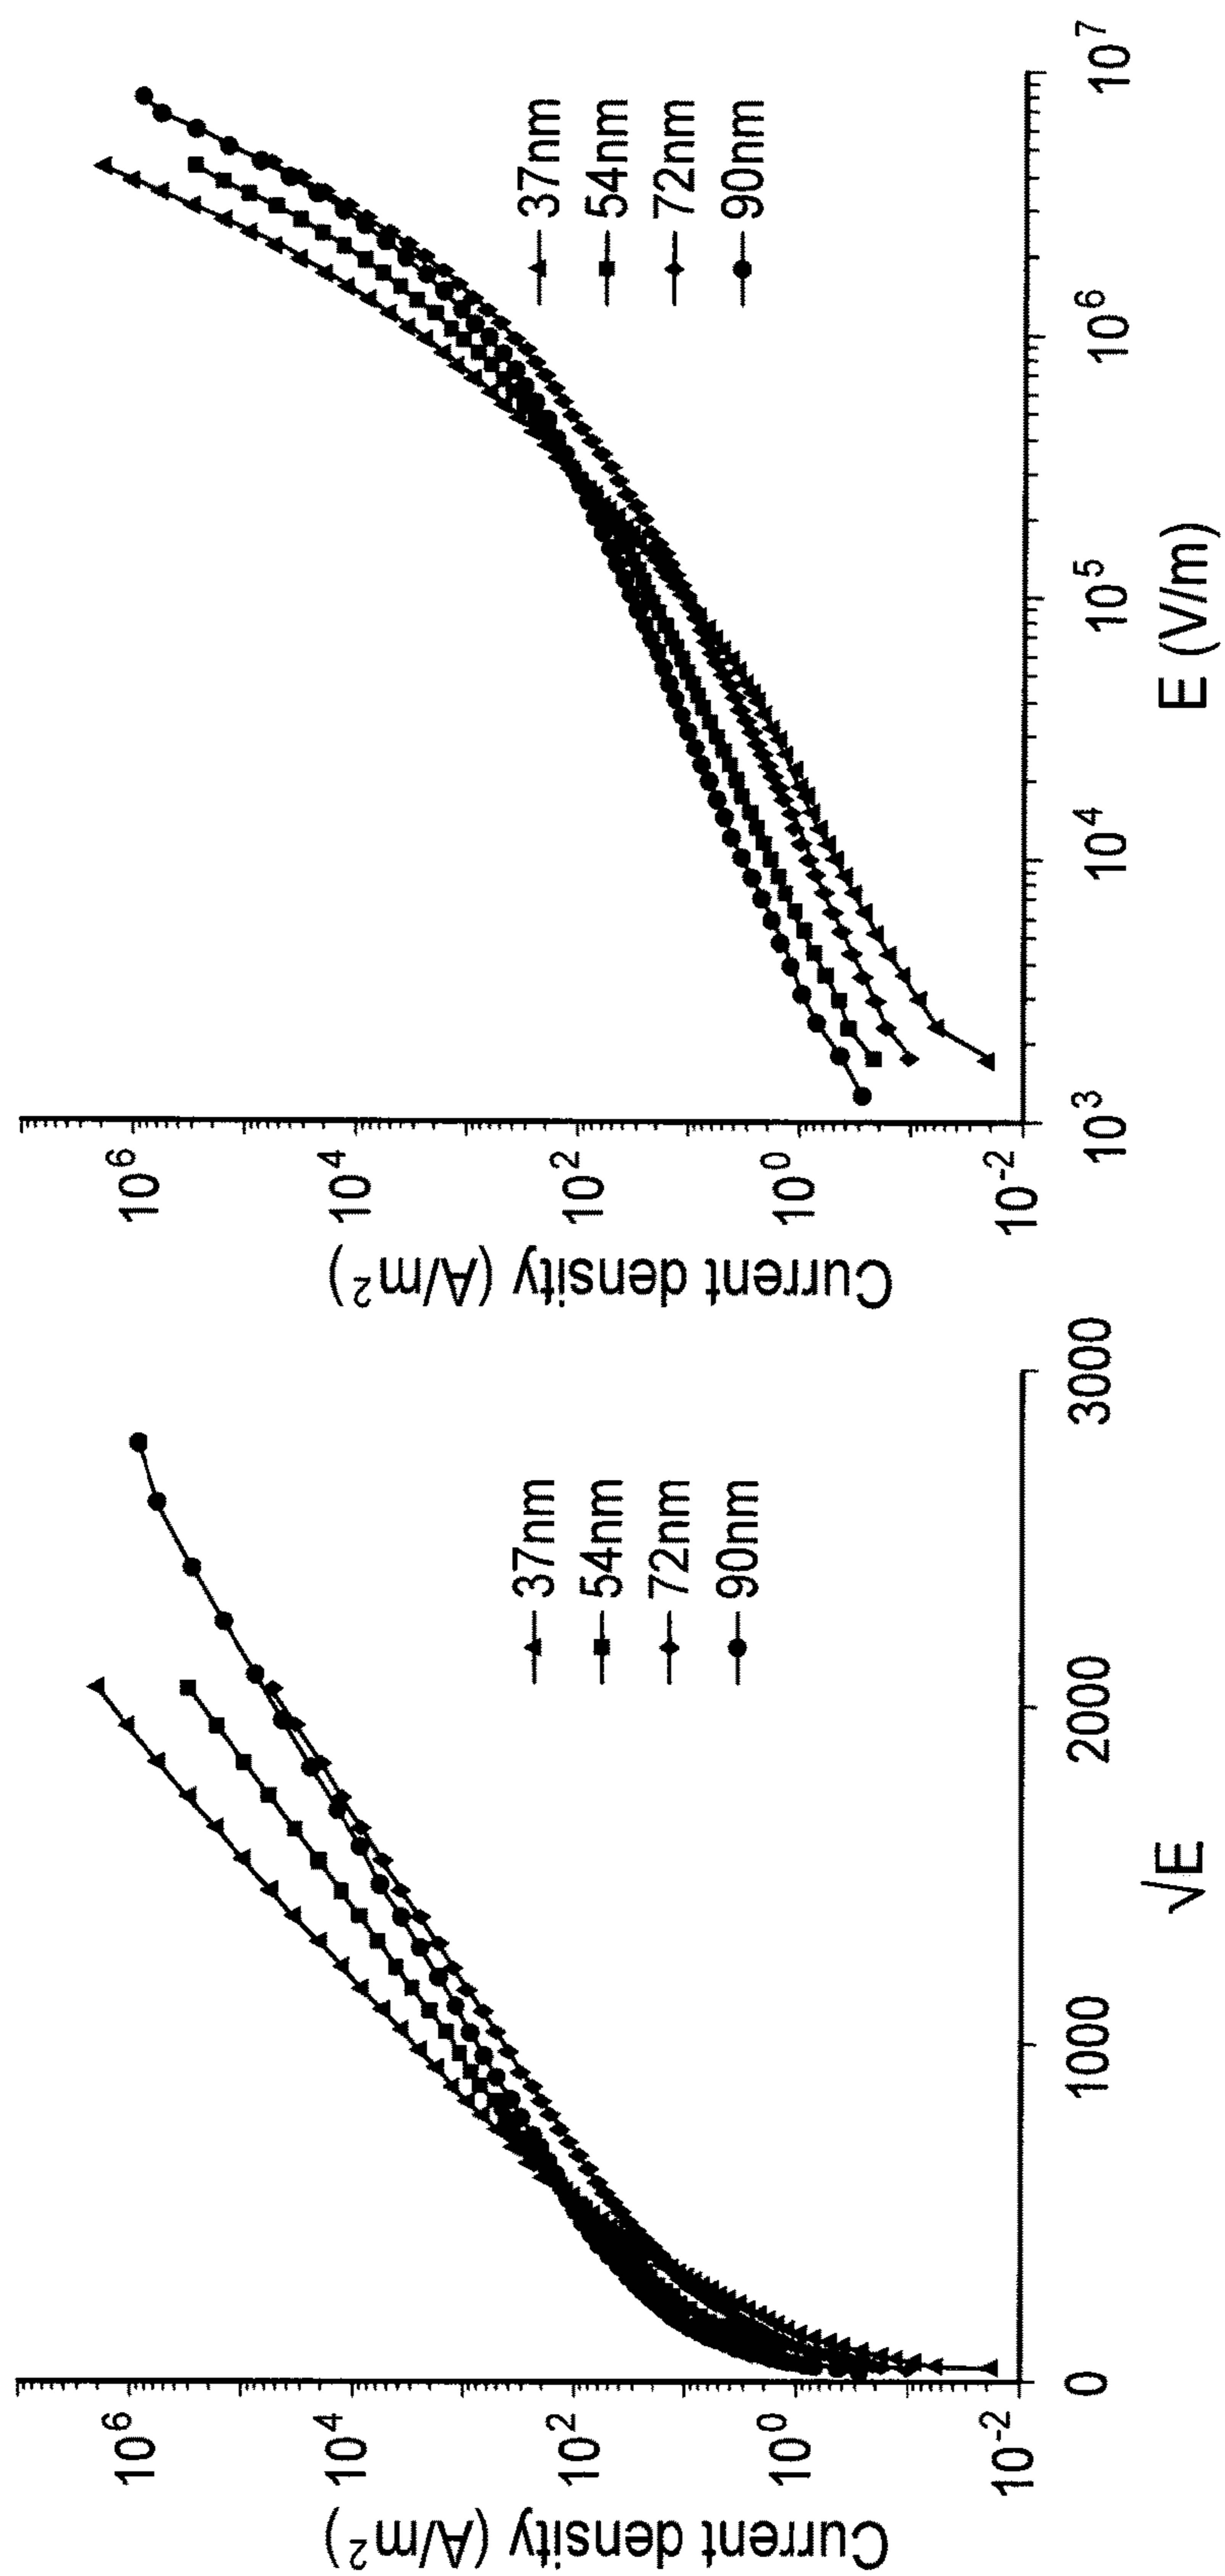 Current density (A/m²)
10⁶
10⁴
10²
10⁰
10⁻²
0
1000
2000
3000
√E
37nm
54nm
72nm
90nm
Current density (A/m²)
10⁶
10⁴
10²
10⁰
10⁻²
10³
10⁴
10⁵
10⁶
10⁷
E (V/m)
37nm
54nm
72nm
90nm